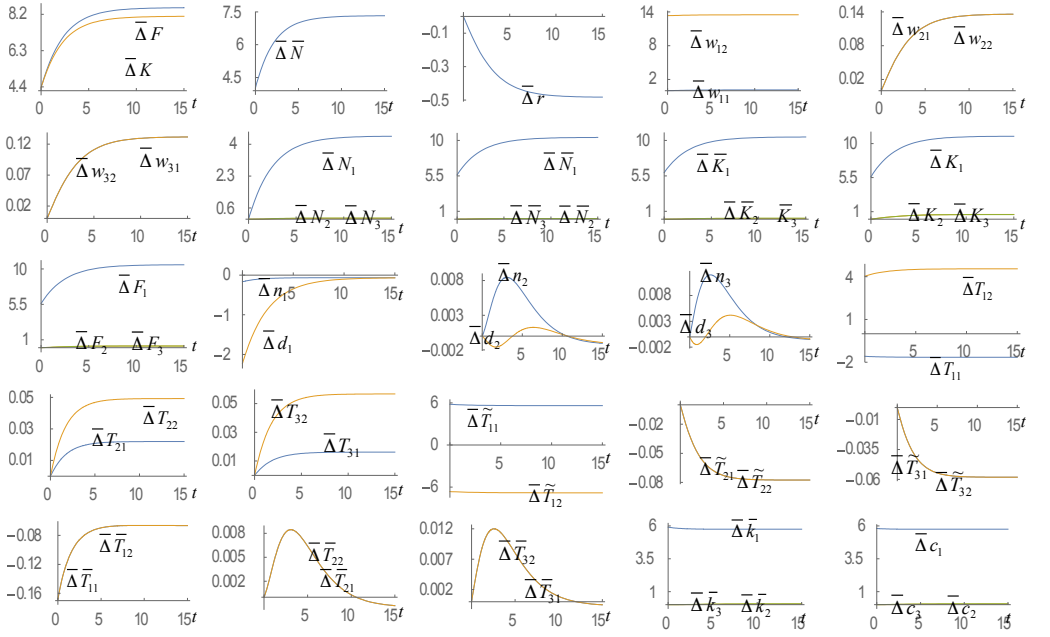 8.2
6.3
4.4
0 5 10 15 t
Δ̄ F
Δ̄ K
7.5
6.0
4.5
0 5 10 15 t
Δ̄ N̄
−0.1
−0.3
−0.5
5 10 15
Δ̄ r
14
8
2
0 5 10 15
Δ̄ w₁₂
Δ̄ w₁₁
0.14
0.08
0.02
0 5 10 15 t
Δ̄ w₂₁
Δ̄ w₂₂
0.12
0.07
0.02
0 5 10 15 t
Δ̄ w₃₂
Δ̄ w₃₁
4
2.3
0.6
0 5 10 15 t
Δ̄ N₁
Δ̄ N₂ Δ̄ N₃
10
5.5
1
0 5 10 15 t
Δ̄ N̄₁
Δ̄ N̄₃ Δ̄ N̄₂
10
5.5
1
0 5 10 15 t
Δ̄ K̄₁
Δ̄ K̄₂ K̄₃
10
5.5
1
0 5 10 15 t
Δ̄ K₁
Δ̄ K₂ Δ̄ K₃
10
5.5
1
0 5 10 15 t
Δ̄ F₁
Δ̄ F₂ Δ̄ F₃
0
−1
−2
5 10 15
Δ̄ n₁
Δ̄ d₁
0.008
0.003
−0.002
5 10 15
Δ̄ n₂
Δ̄ d₂
0.008
0.003
−0.002
5 10 15
Δ̄ n₃
Δ̄ d₃
4
1
−2
5 10 15
Δ̄ T₁₂
Δ̄ T₁₁
0.05
0.03
0.01
0 5 10 15 t
Δ̄ T₂₂
Δ̄ T₂₁
0.05
0.03
0.01
0 5 10 15 t
Δ̄ T₃₂
Δ̄ T₃₁
6
0
−6
5 10 15
Δ̄ T̃₁₁
Δ̄ T̃₁₂
−0.02
−0.05
−0.08
5 10 15
Δ̄ T̃₂₁
Δ̄ T̃₂₂
−0.01
−0.035
−0.06
5 10 15 t
Δ̄ T̃₃₁
Δ̄ T̃₃₂
−0.08
−0.12
−0.16
0 5 10 15 t
Δ̄ T̄₁₂
Δ̄ T̄₁₁
0.008
0.005
0.002
5 10 15 t
Δ̄ T̄₂₂
Δ̄ T̄₂₁
0.012
0.007
0.002
5 10 15 t
Δ̄ T̄₃₂
Δ̄ T̄₃₁
6
3.5
1
0 5 10 15 t
Δ̄ k̄₁
Δ̄ k̄₃ Δ̄ k̄₂
6
3.5
1
0 5 10 15 t
Δ̄ c₁
Δ̄ c₃ Δ̄ c₂